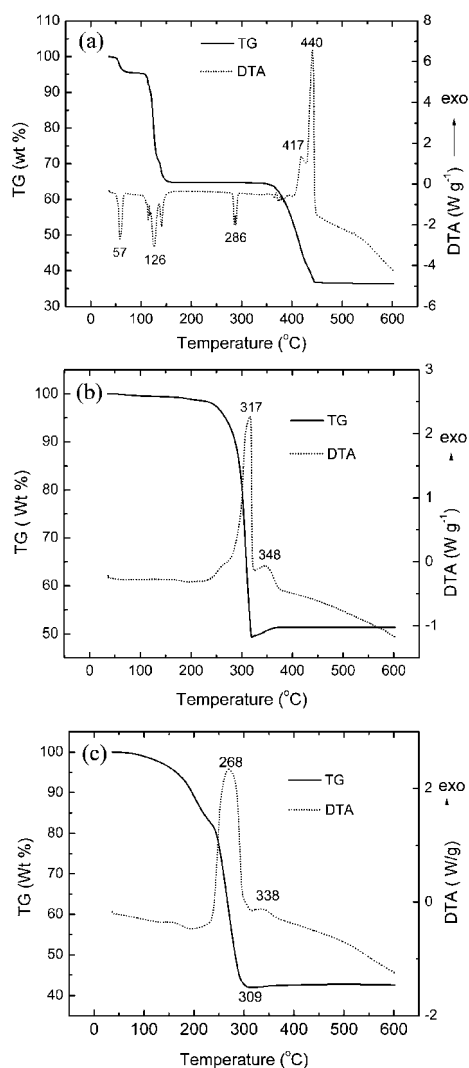 (a)
TG
DTA
110
100
90
80
70
60
50
40
30
TG (wt %)
8
6
4
2
0
-2
-4
-6
DTA (W g⁻¹)
exo
57
126
286
417
440
0 100 200 300 400 500 600
Temperature (°C)
(b)
TG
DTA
100
90
80
70
60
50
TG ( Wt %)
3
2
1
0
-1
DTA (W g⁻¹)
exo
317
348
0 100 200 300 400 500 600
Temperature (°C)
(c)
TG
DTA
100
90
80
70
60
50
40
TG (Wt %)
2
0
-2
DTA ( W/g)
exo
268
338
309
0 100 200 300 400 500 600
Temperature (°C)